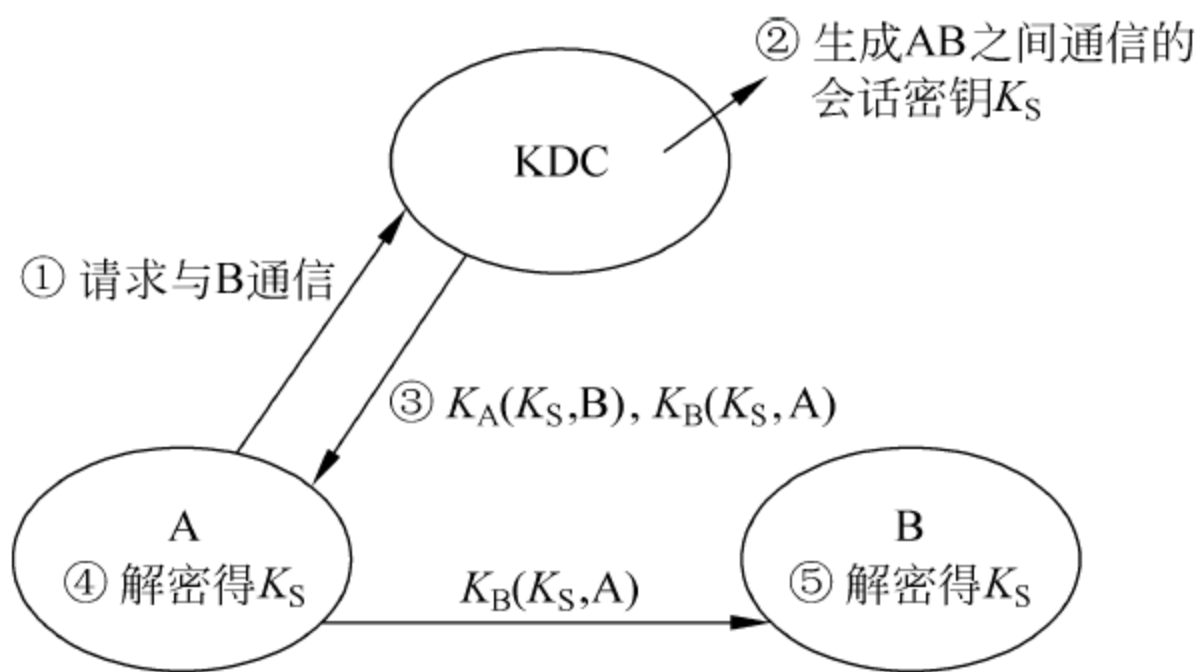 ② 生成AB之间通信的
会话密钥K_S
KDC
① 请求与B通信
③ K_A(K_S,B), K_B(K_S,A)
A
④ 解密得K_S
K_B(K_S,A)
B
⑤ 解密得K_S